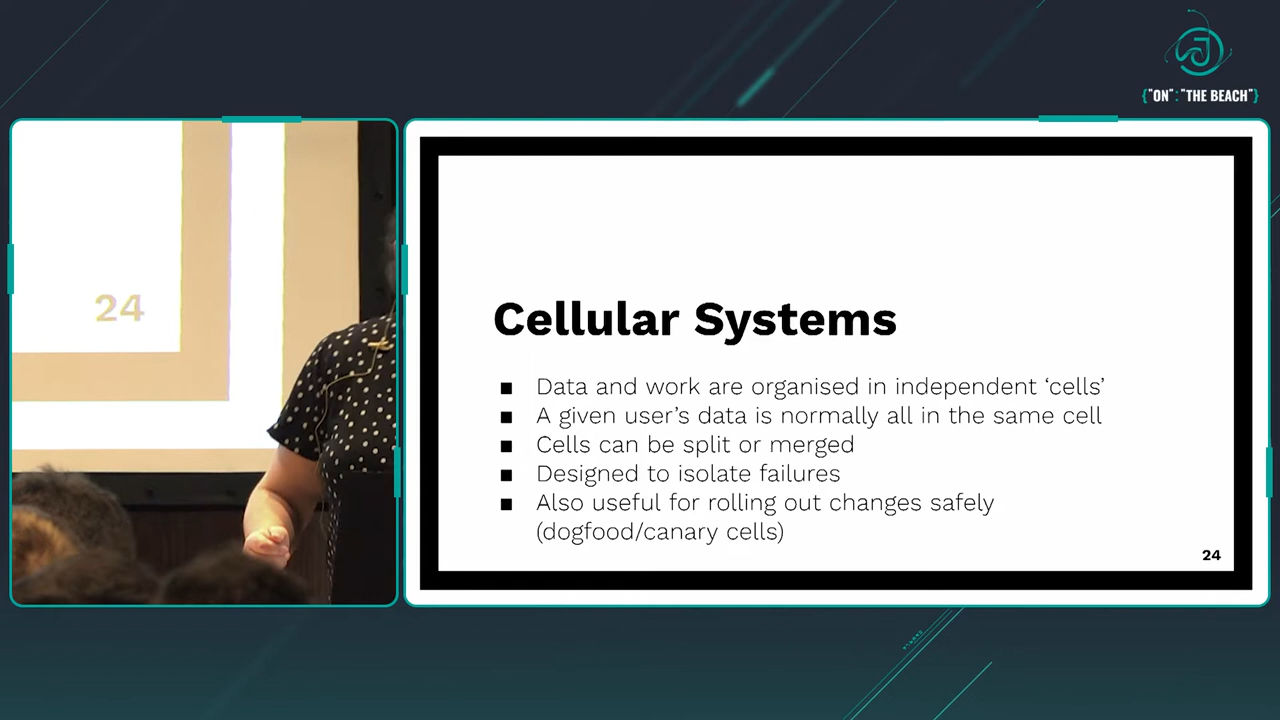 {"ON":"THE BEACH"}
24
Cellular Systems
■ Data and work are organised in independent ‘cells’
■ A given user’s data is normally all in the same cell
■ Cells can be split or merged
■ Designed to isolate failures
■ Also useful for rolling out changes safely
(dogfood/canary cells)
24